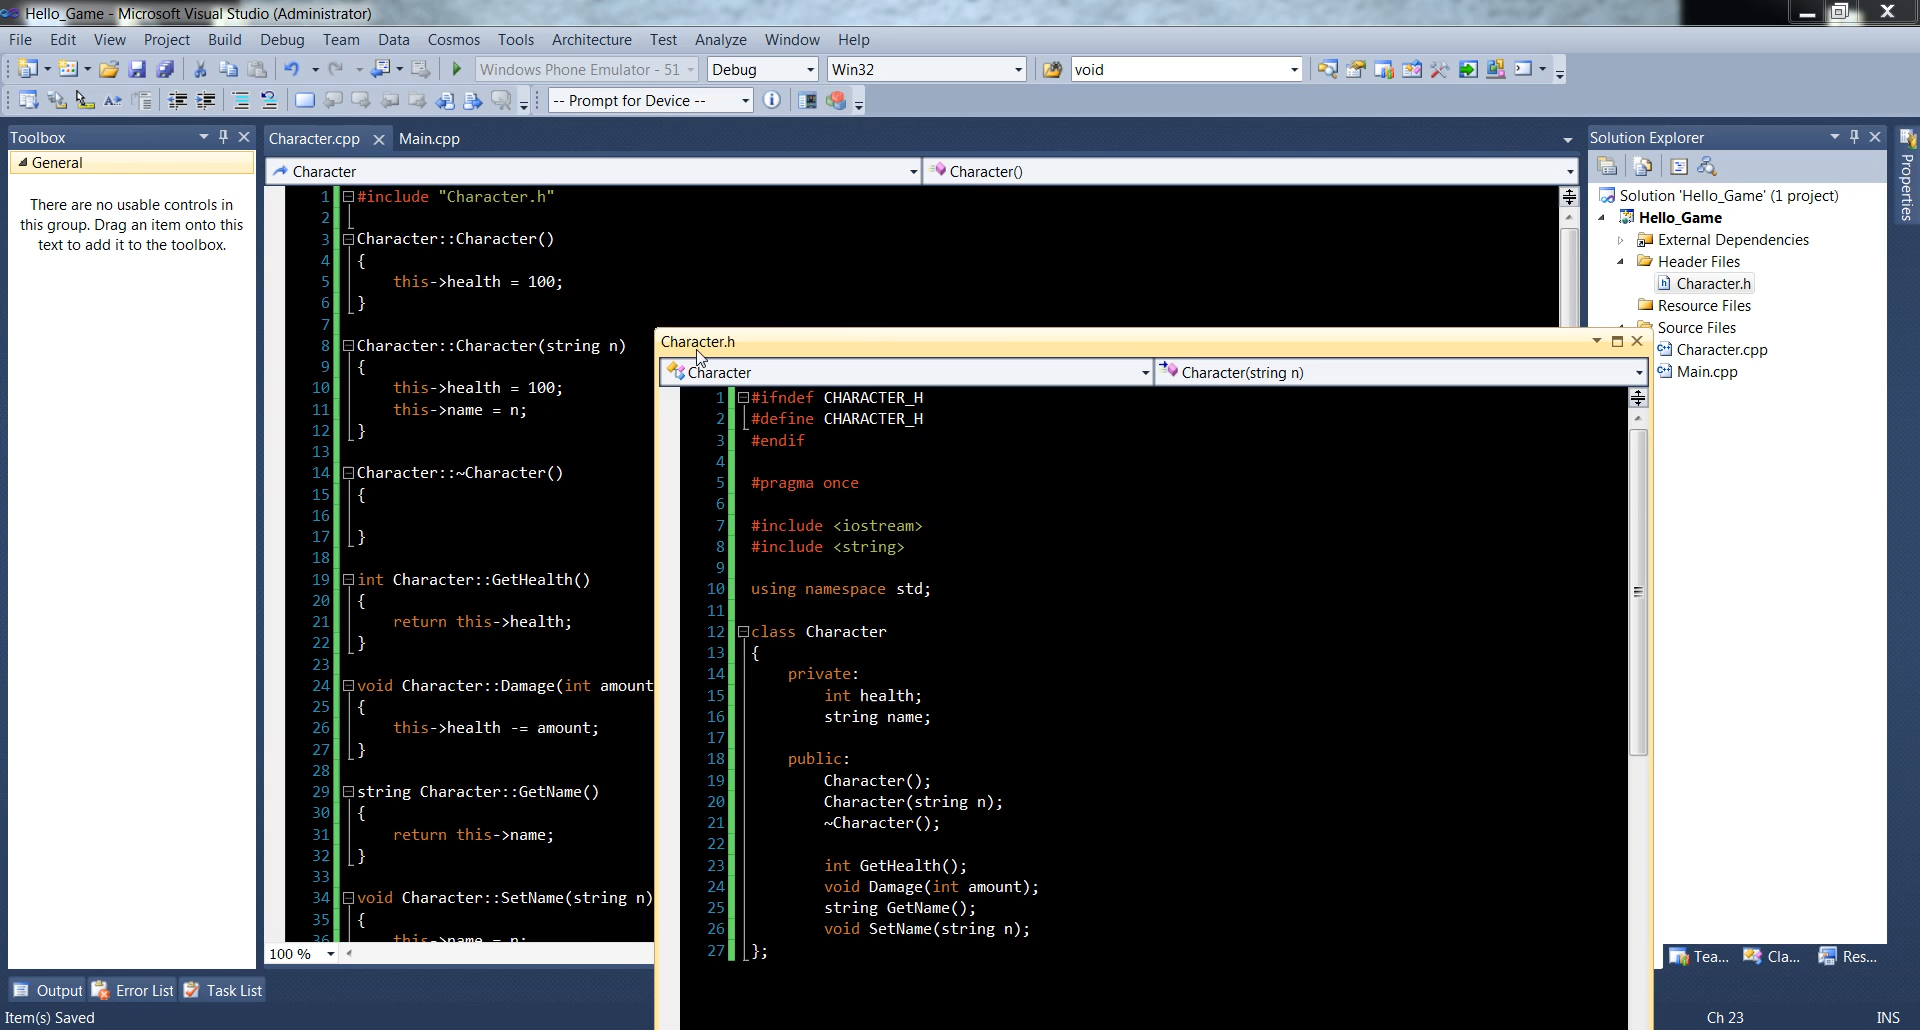 Hello_Game - Microsoft Visual Studio (Administrator)
File Edit View Project Build Debug Team Data Cosmos Tools Architecture Test Analyze Window Help
Windows Phone Emulator - 51 Debug Win32 void
-- Prompt for Device --
Toolbox
General
There are no usable controls in
this group. Drag an item onto this
text to add it to the toolbox.
Character.cpp Main.cpp
Character Character()
1 #include "Character.h"
2
3 Character::Character()
4 {
5 this->health = 100;
6 }
7
8 Character::Character(string n)
9 {
10 this->health = 100;
11 this->name = n;
12 }
13
14 Character::~Character()
15 {
16
17 }
18
19 int Character::GetHealth()
20 {
21 return this->health;
22 }
23
24 void Character::Damage(int amount
25 {
26 this->health -= amount;
27 }
28
29 string Character::GetName()
30 {
31 return this->name;
32 }
33
34 void Character::SetName(string n)
35 {
36 this->name = n;
100 %
Character.h
Character Character(string n)
1 #ifndef CHARACTER_H
2 #define CHARACTER_H
3 #endif
4
5 #pragma once
6
7 #include <iostream>
8 #include <string>
9
10 using namespace std;
11
12 class Character
13 {
14 private:
15 int health;
16 string name;
17
18 public:
19 Character();
20 Character(string n);
21 ~Character();
22
23 int GetHealth();
24 void Damage(int amount);
25 string GetName();
26 void SetName(string n);
27 };
Solution Explorer
Solution 'Hello_Game' (1 project)
Hello_Game
External Dependencies
Header Files
Character.h
Resource Files
Source Files
Character.cpp
Main.cpp
Properties
Tea... Cla... Res...
Output Error List Task List
Item(s) Saved Ch 23 INS